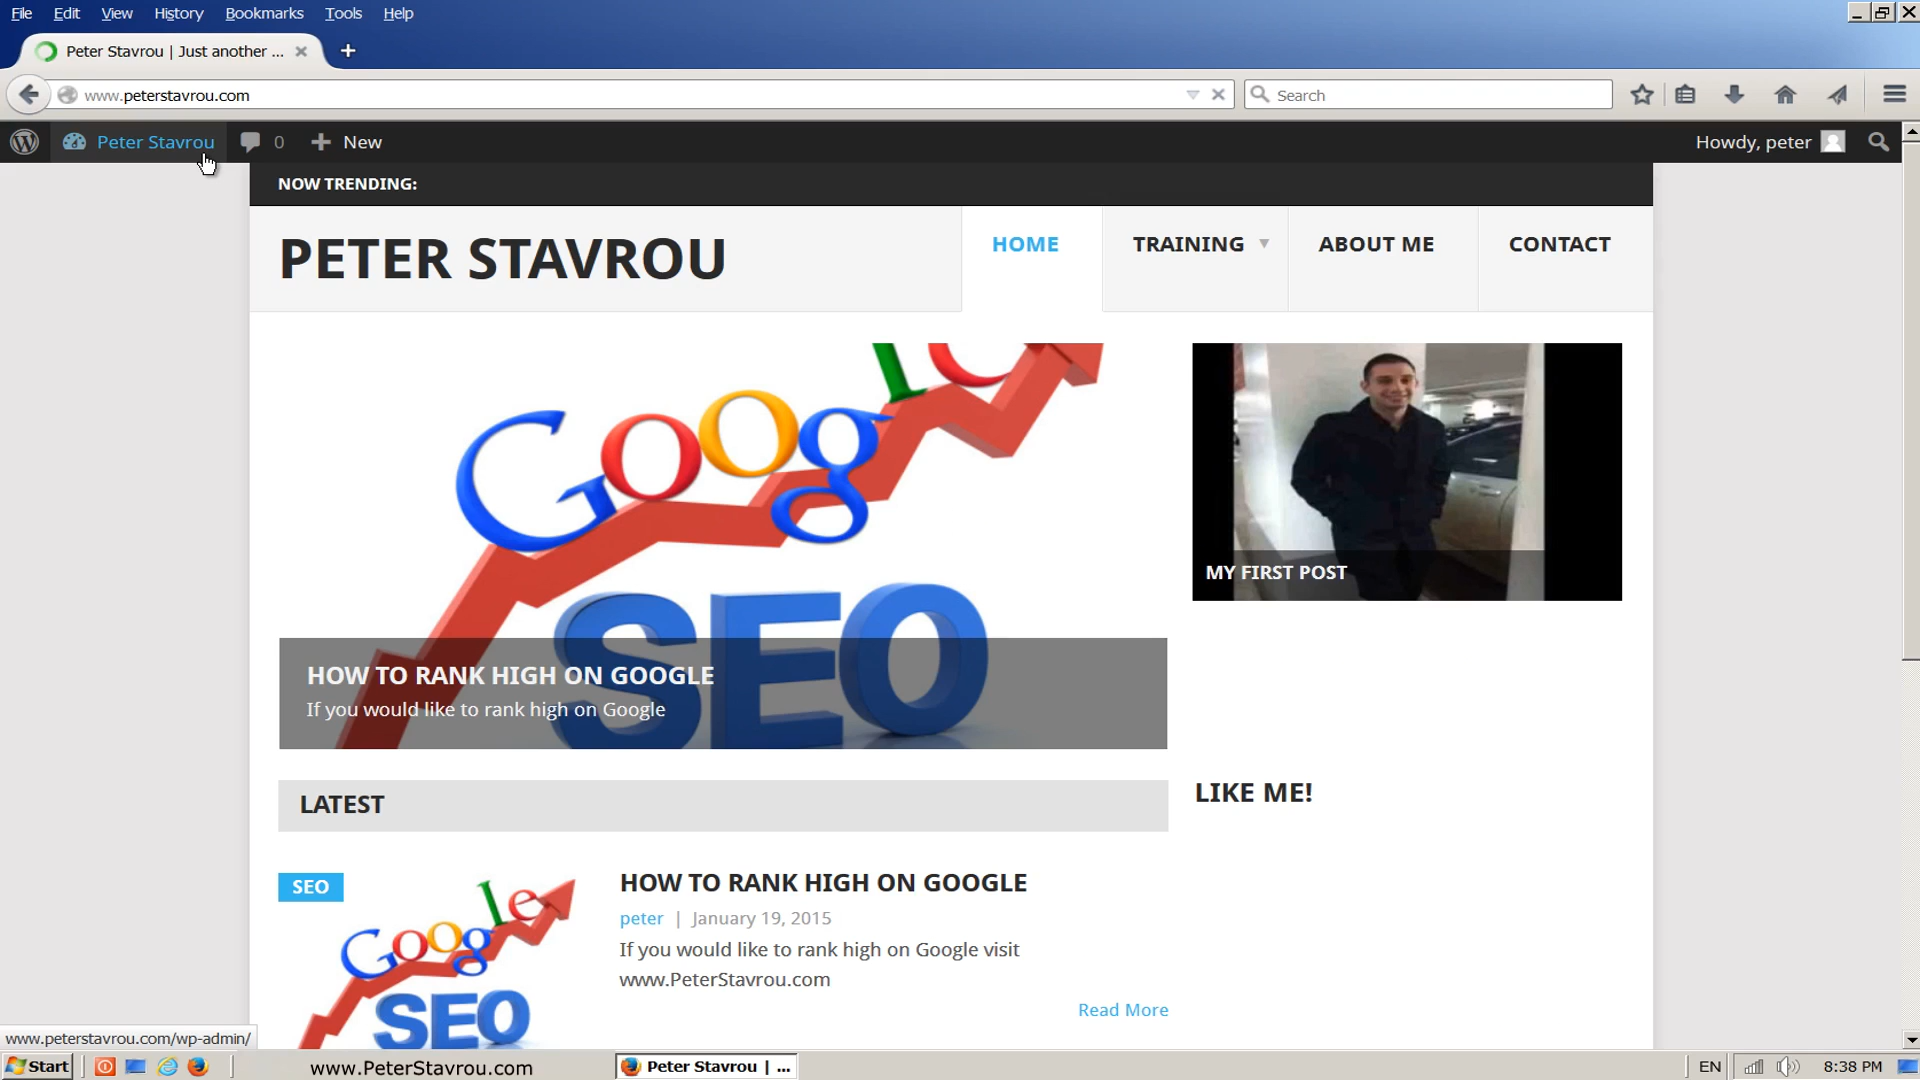 File Edit View History Bookmarks Tools Help
Peter Stavrou | Just another ...
www.peterstavrou.com
Search
Peter Stavrou 0 New
Howdy, peter
NOW TRENDING:
PETER STAVROU
HOME TRAINING ABOUT ME CONTACT
Google
SEO
HOW TO RANK HIGH ON GOOGLE
If you would like to rank high on Google
MY FIRST POST
LATEST
LIKE ME!
SEO
Google
SEO
HOW TO RANK HIGH ON GOOGLE
peter | January 19, 2015
If you would like to rank high on Google visit
www.PeterStavrou.com
Read More
www.peterstavrou.com/wp-admin/
Start
www.PeterStavrou.com
Peter Stavrou | ...
EN
8:38 PM